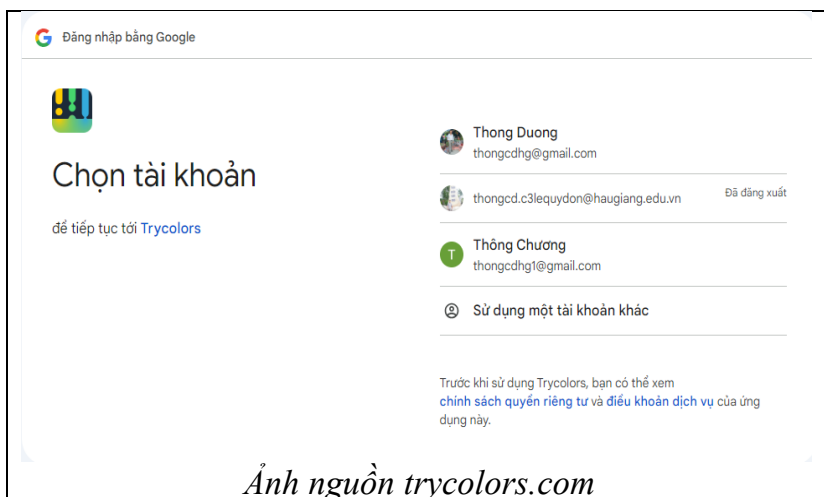 Đăng nhập bằng Google
Chọn tài khoản
để tiếp tục tới Trycolors
Thong Duong
thongcdhg@gmail.com
thongcd.c3lequydon@haugiang.edu.vn
Đã đăng xuất
T
Thông Chương
thongcdhg1@gmail.com
Sử dụng một tài khoản khác
Trước khi sử dụng Trycolors, bạn có thể xem
chính sách quyền riêng tư và điều khoản dịch vụ của ứng
dụng này.
Ảnh nguồn trycolors.com